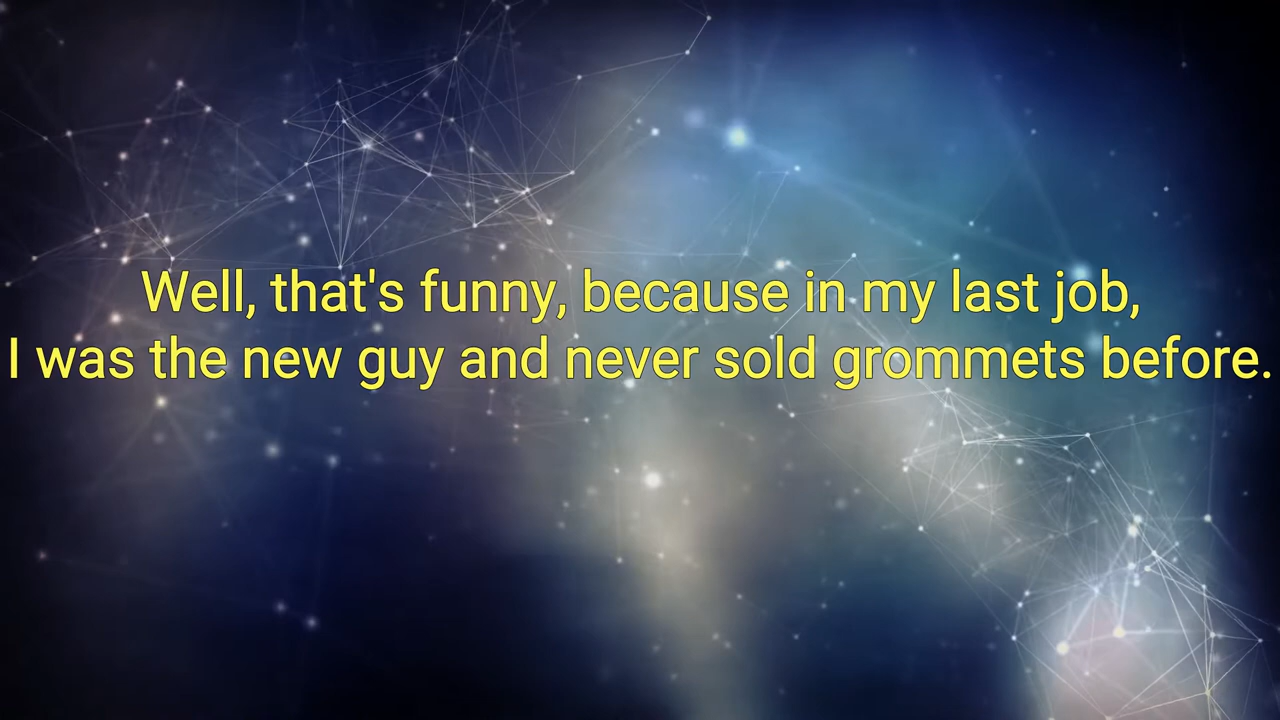 Well, that's funny, because in my last job,
I was the new guy and never sold grommets before.